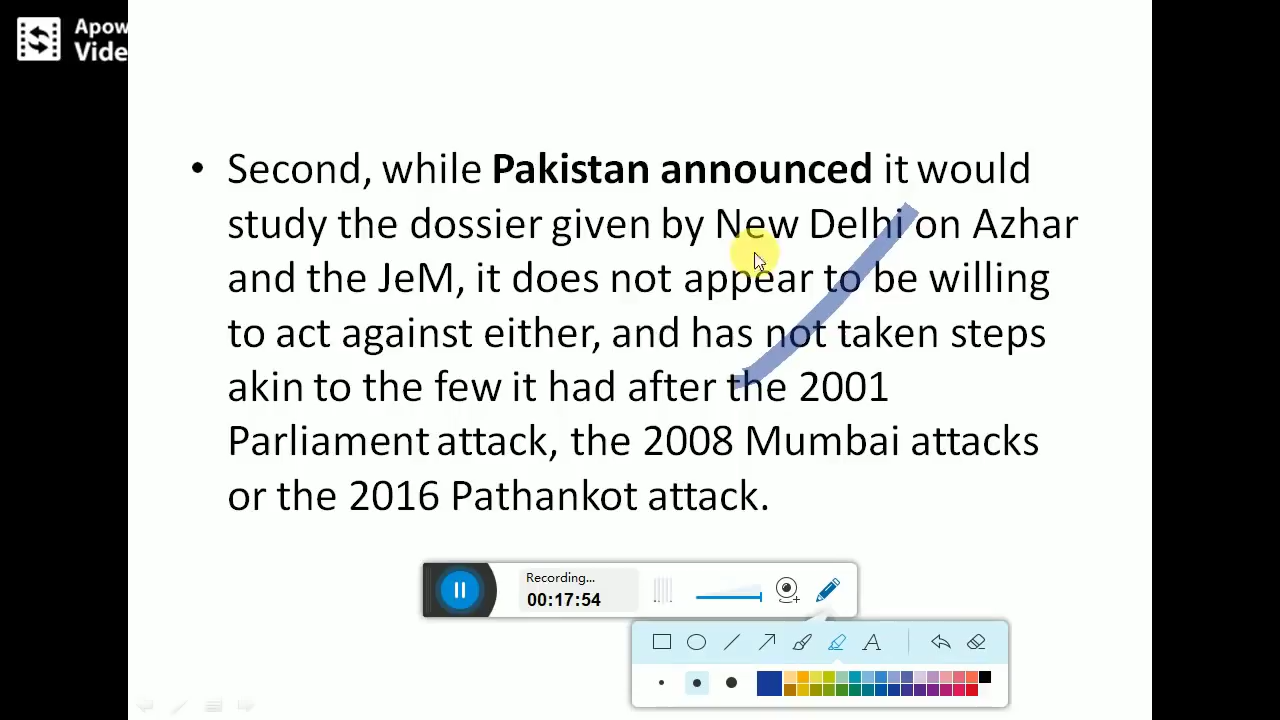 Apow
Vide
• Second, while Pakistan announced it would
study the dossier given by New Delhi on Azhar
and the JeM, it does not appear to be willing
to act against either, and has not taken steps
akin to the few it had after the 2001
Parliament attack, the 2008 Mumbai attacks
or the 2016 Pathankot attack.
Recording...
00:17:54
A